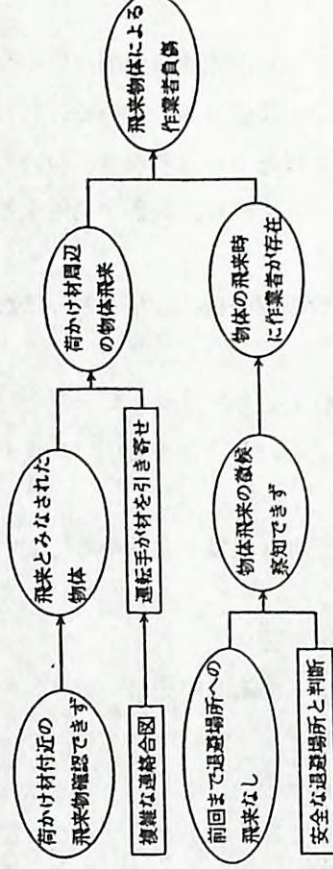 荷かけ材付近の
飛来物確認できず
複雑な連絡合図
前回まで退避場所への
飛来なし
安全な退避場所と判断
飛来とみなされた
物体
運転手が材を引き寄せ
物体飛来の徴候
察知できず
荷かけ材周辺
の物体飛来
物体の飛来時
に作業者が存在
飛来物体による
作業者負傷